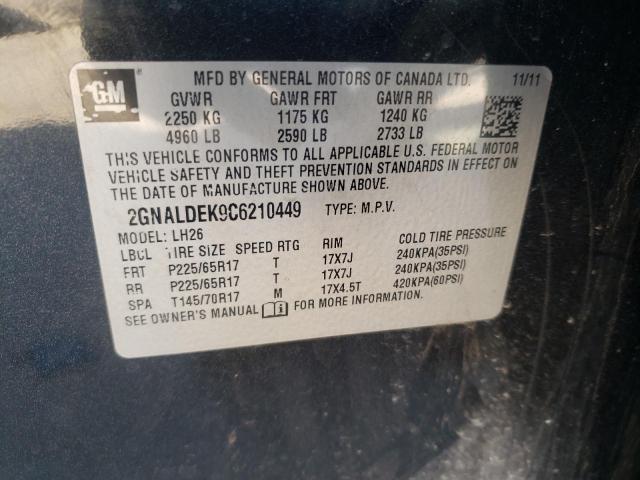 GM
MFD BY GENERAL MOTORS OF CANADA LTD. 11/11
GVWR GAWR FRT GAWR RR
2250 KG 1175 KG 1240 KG
4960 LB 2590 LB 2733 LB
THIS VEHICLE CONFORMS TO ALL APPLICABLE U.S. FEDERAL MOTOR
VEHICLE SAFETY AND THEFT PREVENTION STANDARDS IN EFFECT ON
THE DATE OF MANUFACTURE SHOWN ABOVE.
2GNALDEK9C6210449 TYPE: M.P.V.
MODEL: LH26
LBCL TIRE SIZE SPEED RTG RIM COLD TIRE PRESSURE
FRT P225/65R17 T 17X7J 240KPA(35PSI)
RR P225/65R17 T 17X7J 240KPA(35PSI)
SPA T145/70R17 M 17X4.5T 420KPA(60PSI)
SEE OWNER'S MANUAL FOR MORE INFORMATION.